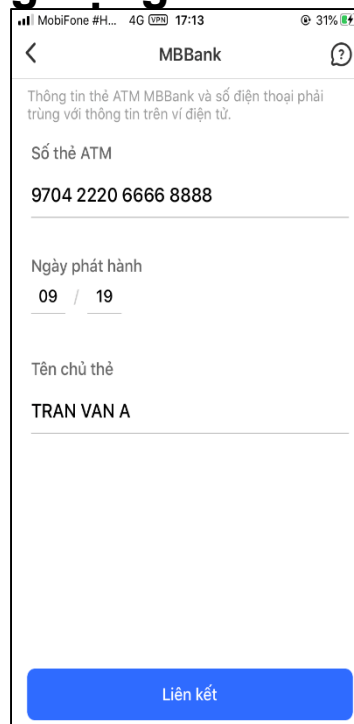 MobiFone #H... 4G VPN 17:13 31%
MBBank
Thông tin thẻ ATM MBBank và số điện thoại phải
trùng với thông tin trên ví điện tử.
Số thẻ ATM
9704 2220 6666 8888
Ngày phát hành
09 / 19
Tên chủ thẻ
TRAN VAN A
Liên kết